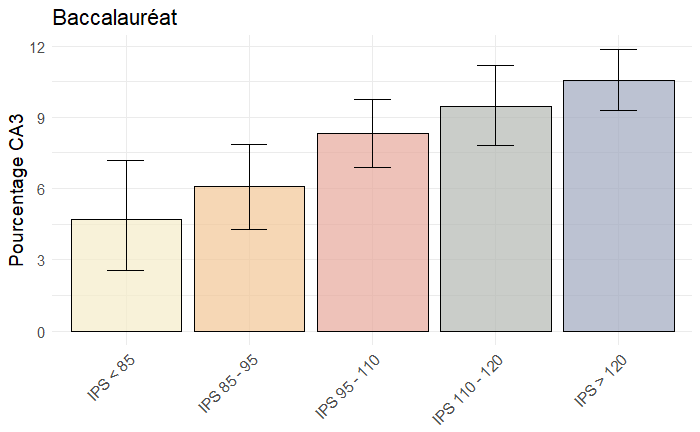 Baccalauréat
Pourcentage CA3
12
9
6
3
0
IPS < 85
IPS 85 - 95
IPS 95 - 110
IPS 110 - 120
IPS > 120